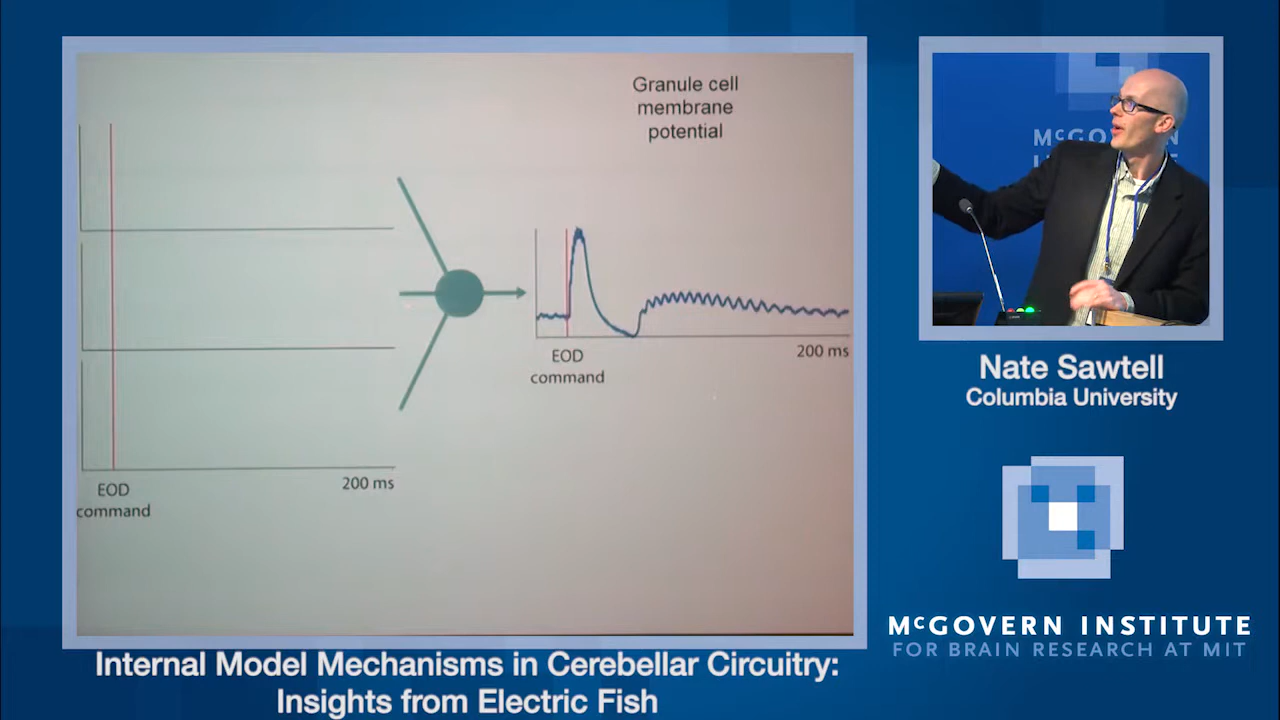 Granule cell
membrane
potential
EOD
command
200 ms
EOD
command
200 ms
McGOVERN
Nate Sawtell
Columbia University
McGOVERN INSTITUTE
FOR BRAIN RESEARCH AT MIT
Internal Model Mechanisms in Cerebellar Circuitry:
Insights from Electric Fish